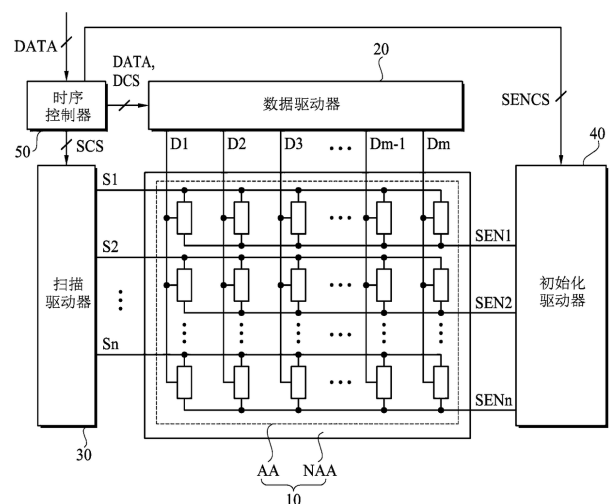 DATA
DATA,
DCS
20
时序
控制器
数据驱动器
SENCS
50
SCS
40
D1 D2 D3 ··· Dm-1 Dm
S1
SEN1
S2
扫描
驱动器
初始化
驱动器
SEN2
Sn
SENn
30
AA NAA
10